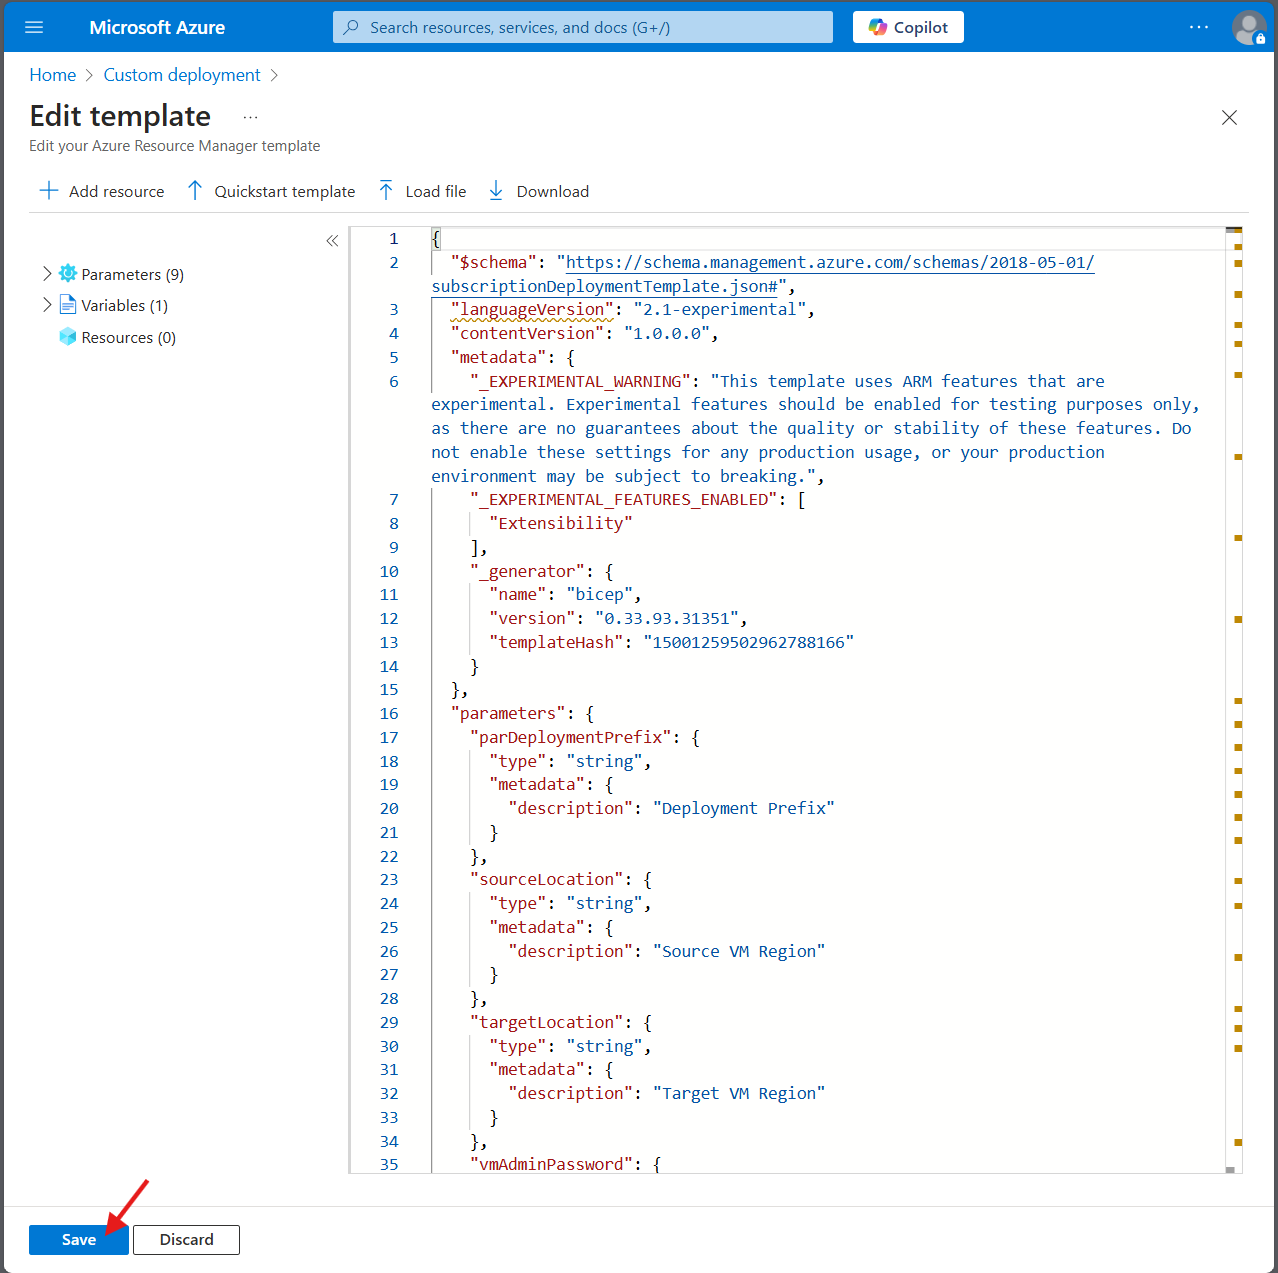 Microsoft Azure
Search resources, services, and docs (G+/)
Copilot
Home > Custom deployment >
Edit template ...
Edit your Azure Resource Manager template
Add resource
Quickstart template
Load file
Download
Parameters (9)
Variables (1)
Resources (0)
1 {
2 "$schema": "https://schema.management.azure.com/schemas/2018-05-01/
subscriptionDeploymentTemplate.json#",
3 "languageVersion": "2.1-experimental",
4 "contentVersion": "1.0.0.0",
5 "metadata": {
6 "_EXPERIMENTAL_WARNING": "This template uses ARM features that are
experimental. Experimental features should be enabled for testing purposes only,
as there are no guarantees about the quality or stability of these features. Do
not enable these settings for any production usage, or your production
environment may be subject to breaking.",
7 "_EXPERIMENTAL_FEATURES_ENABLED": [
8 "Extensibility"
9 ],
10 "_generator": {
11 "name": "bicep",
12 "version": "0.33.93.31351",
13 "templateHash": "15001259502962788166"
14 }
15 },
16 "parameters": {
17 "parDeploymentPrefix": {
18 "type": "string",
19 "metadata": {
20 "description": "Deployment Prefix"
21 }
22 },
23 "sourceLocation": {
24 "type": "string",
25 "metadata": {
26 "description": "Source VM Region"
27 }
28 },
29 "targetLocation": {
30 "type": "string",
31 "metadata": {
32 "description": "Target VM Region"
33 }
34 },
35 "vmAdminPassword": {
Save
Discard